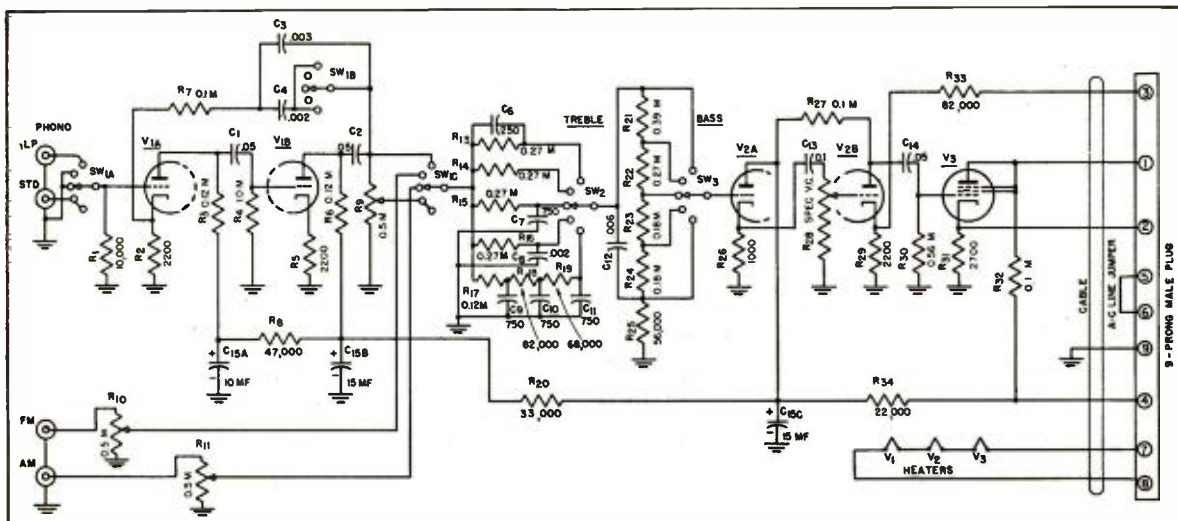 C3
.003
C4
.002
SW1B
R7 0.1M
PHONO
LP
STD
SW1A
V1A
C1
.05
V1B
C2
.05
R1
10,000
R2
2200
R3 0.12 M
R4 1.0 M
R5
2200
R6 0.12 M
R9
0.5 M
SW1C
C6
250
R13
0.27 M
R14
0.27 M
R15
0.27 M
C7
R16
0.27 M
.002
R17
0.12M
R19
C9
750
C10
750
C11
750
82,000
68,000
TREBLE
SW2
.006
C12
BASS
R21
0.39 M
R22
0.27 M
R23
0.18 M
R24
0.18 M
R25
56,000
SW3
V2A
R26
1000
R27 0.1 M
C13
.01
R28 SPEC V.C.
V2B
R29
2200
C14
.05
R30
0.56 M
V3
R31
2700
R32
0.1 M
R33
82,000
CABLE
A-C LINE JUMPER
9-PRONG MALE PLUG
3
1
2
5
6
9
4
7
8
R8
47,000
C15A
10 MF
C15B
15 MF
R20
33,000
C15C
15 MF
R34
22,000
V1
V2
V3
HEATERS
FM
AM
R10
0.5 M
R11
0.5 M